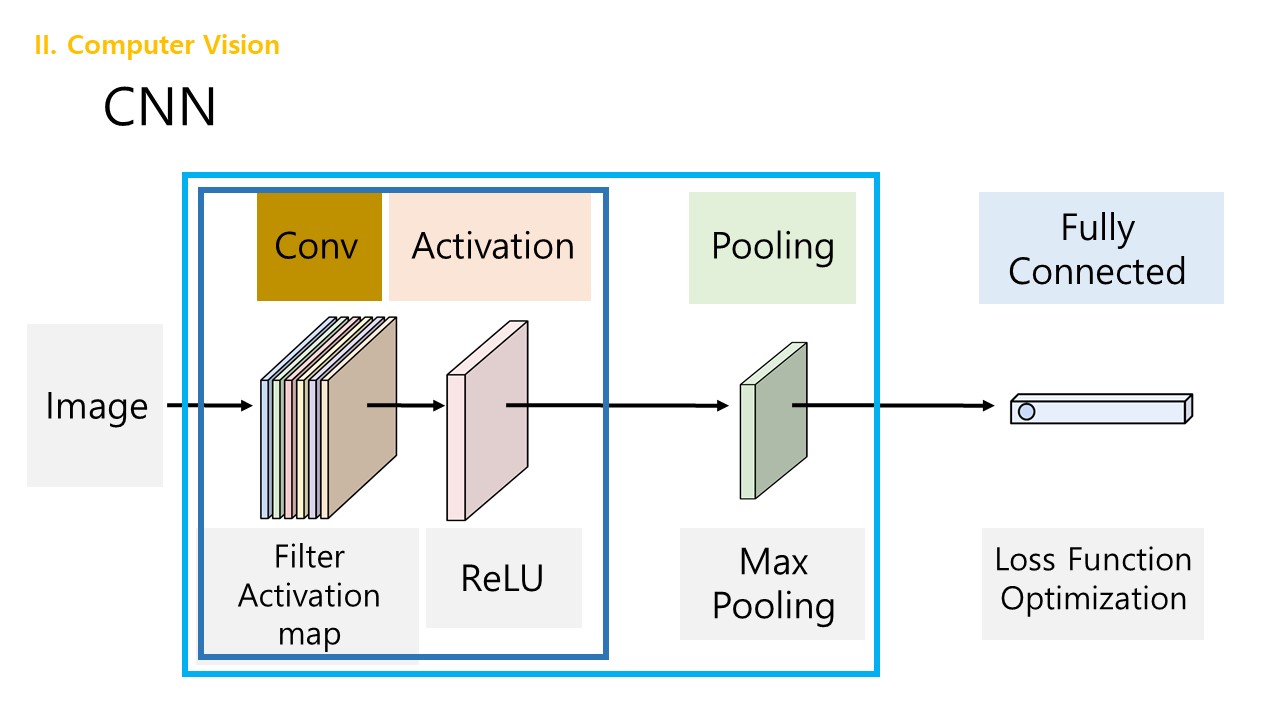 II. Computer Vision
CNN
Conv
Activation
Pooling
Fully
Connected
Image
Filter
Activation
map
ReLU
Max
Pooling
Loss Function
Optimization